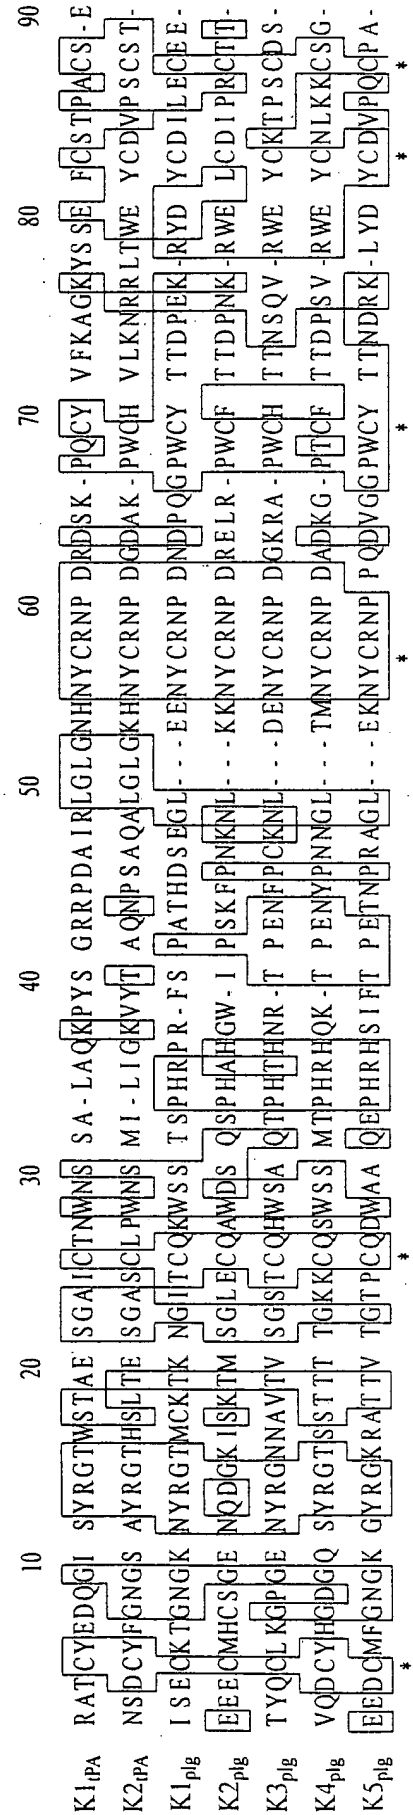 10 20 30 40 50 60 70 80 90
K1tPA RATCYEDQGI SYRGTWSTAE SGAICTNWNS SA-LAQKPYS GRRPDAIRLGLGNHNYCRNP DRDSK-PQCY VFKAGKYSSE FCSTPACS-E
K2tPA NSDCYFGNGS AYRGTHSLTE SGASCLPWNS MI-LIGKVYT AQNPSAQALGLGKHNYCRNP DGDAK-PWCH VLKNRRLTWE YCDVPSCST-
K1plg ISECKTGNGK NYRGTMCKTK NGITCQKWSS TSPHRPR-FS PATHDSEGL---EENYCRNP DNDPQGPWCY TTDPEK-RYD YCDILECEE
K2plg EEECMHCSGE NQDGKISKTM SGLECQAWDS QSPHAHGW-I PSKFPNKNL---KKNYCRNP DRELR-PWCF TTDPNK-RWE LCDIPRCTT
K3plg TYQCLKGPGE NYRGNNAVTV SGSTCQHWSA QTPHTHNR-T PENFPCKNL---DENYCRNP DGKRA-PWCH TTNSQV-RWE YCKTPSCDS-
K4plg VQDCYHGDGQ SYRGTSSTTT TGKKCQSWSS MTPHRHQK-T PENYPNNGL---TMNYCRNP DADKG-PTCF TTDPSV-RWE YCNLKKCSG-
K5plg EEDCMFGNGK GYRGKRATTV TGTPCQDWAA QEPHRHSIFT PETNPRAGL---EKNYCRNP PQDVGGPWCY TTNDRK-LYD YCDVPQCPA-
* * * * * *